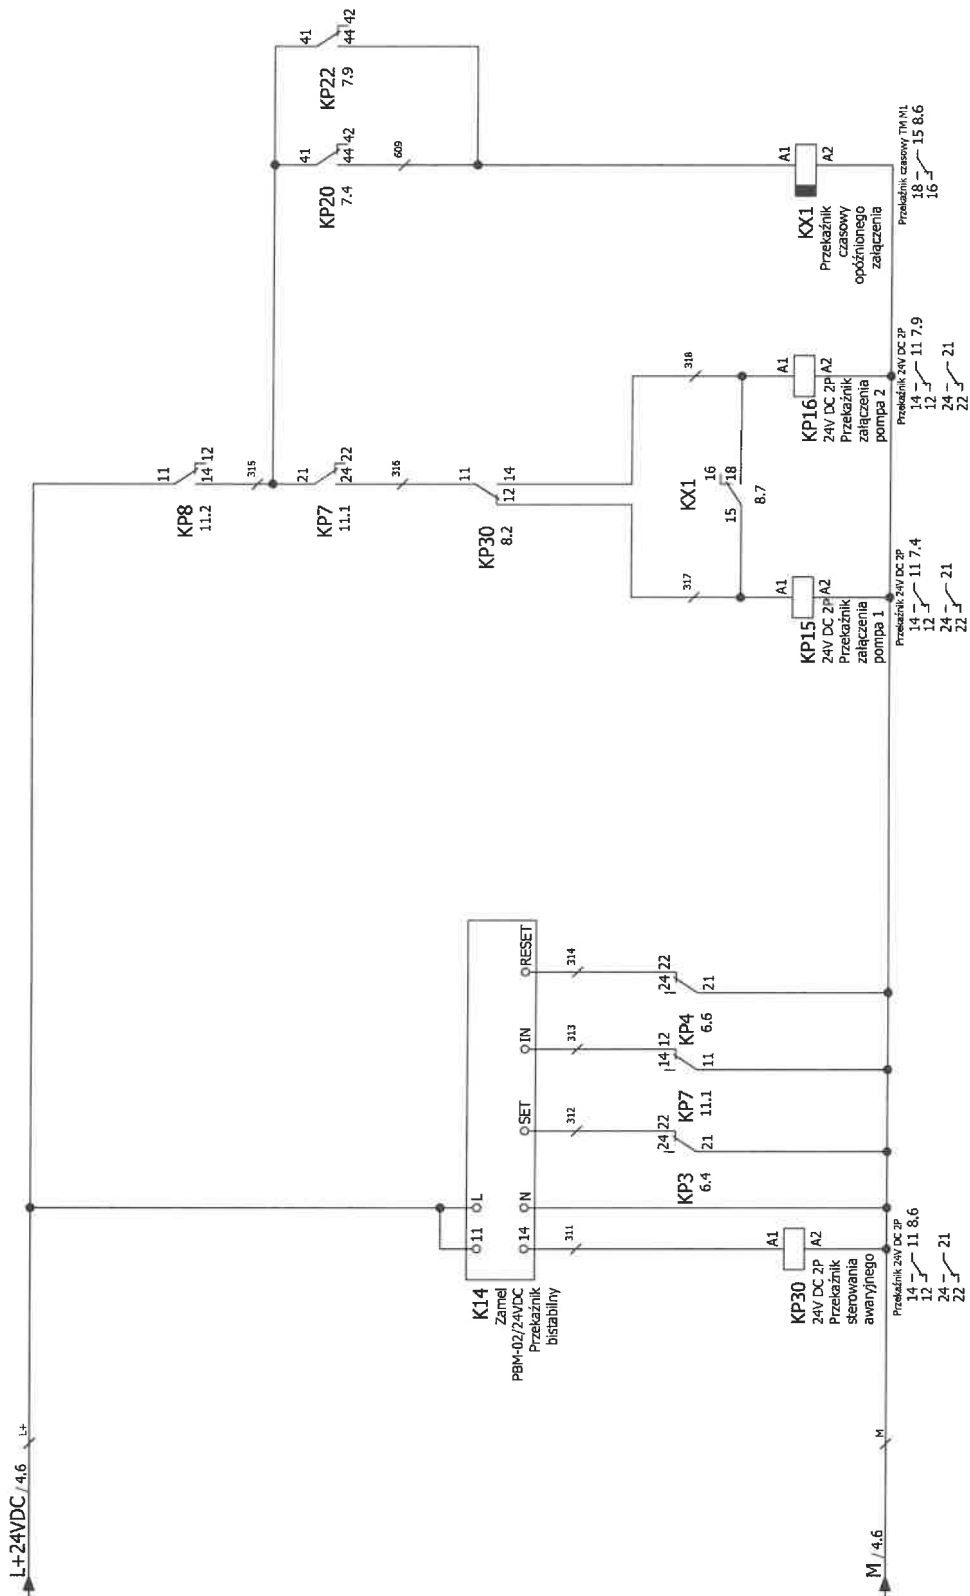 L+24VDC / 4.6
L+
M / 4.6
M
K14
Zamel
PBM-02/24VDC
Przekaźnik
bistabilny
11
L
14
N
SET
IN
RESET
311
312
313
314
KP3
6.4
24 22
21
KP7
11.1
14 12
11
KP4
6.6
24 22
21
KP30
24V DC 2P
Przekaźnik
sterowania
awaryjnego
A1
A2
Przekaźnik 24V DC 2P
14
11 8.6
12
24
21
22
KP8
11.2
11
14 12
315
KP7
11.1
21
24 22
316
KP30
8.2
11
12 14
317
318
KX1
8.7
15
16
18
KP15
24V DC 2P
Przekaźnik
załączenia
pompa 1
A1
A2
Przekaźnik 24V DC 2P
14
11 7.4
12
24
21
22
KP16
24V DC 2P
Przekaźnik
załączenia
pompa 2
A1
A2
Przekaźnik 24V DC 2P
14
11 7.9
12
24
21
22
KP20
7.4
41
44 42
609
KP22
7.9
41
44 42
KX1
Przekaźnik
czasowy
opóźnionego
załączenia
A1
A2
Przekaźnik czasowy TM M1
18
15 8.6
16